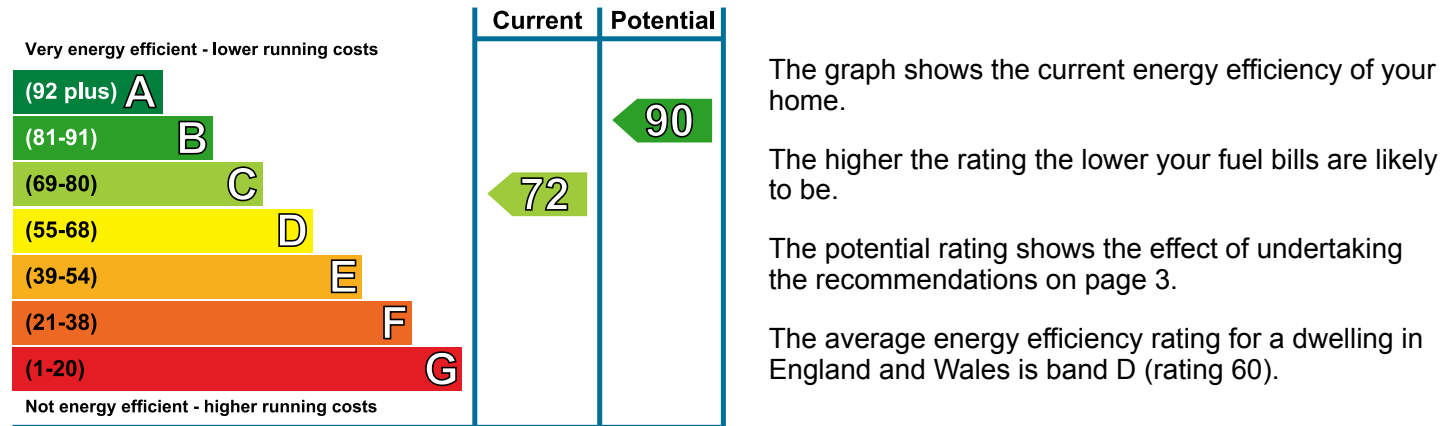 Current Potential
Very energy efficient - lower running costs
(92 plus) A
(81-91) B
(69-80) C
(55-68) D
(39-54) E
(21-38) F
(1-20) G
Not energy efficient - higher running costs
72
90
The graph shows the current energy efficiency of your
home.
The higher the rating the lower your fuel bills are likely
to be.
The potential rating shows the effect of undertaking
the recommendations on page 3.
The average energy efficiency rating for a dwelling in
England and Wales is band D (rating 60).